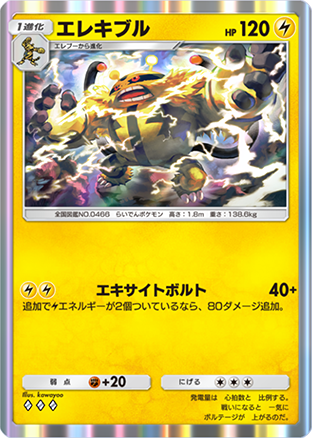 1進化 エレキブル HP 120
エレブーから進化
全国図鑑NO.0466 らいでんポケモン 高さ：1.8m 重さ：138.6kg
エキサイトボルト 40+
追加でエネルギーが2個ついているなら、80ダメージ追加。
弱点 +20 にげる
Illus. kawayoo
発電量は 心拍数と 比例する。
戦いになると 一気に
ボルテージが 上がるのだ。